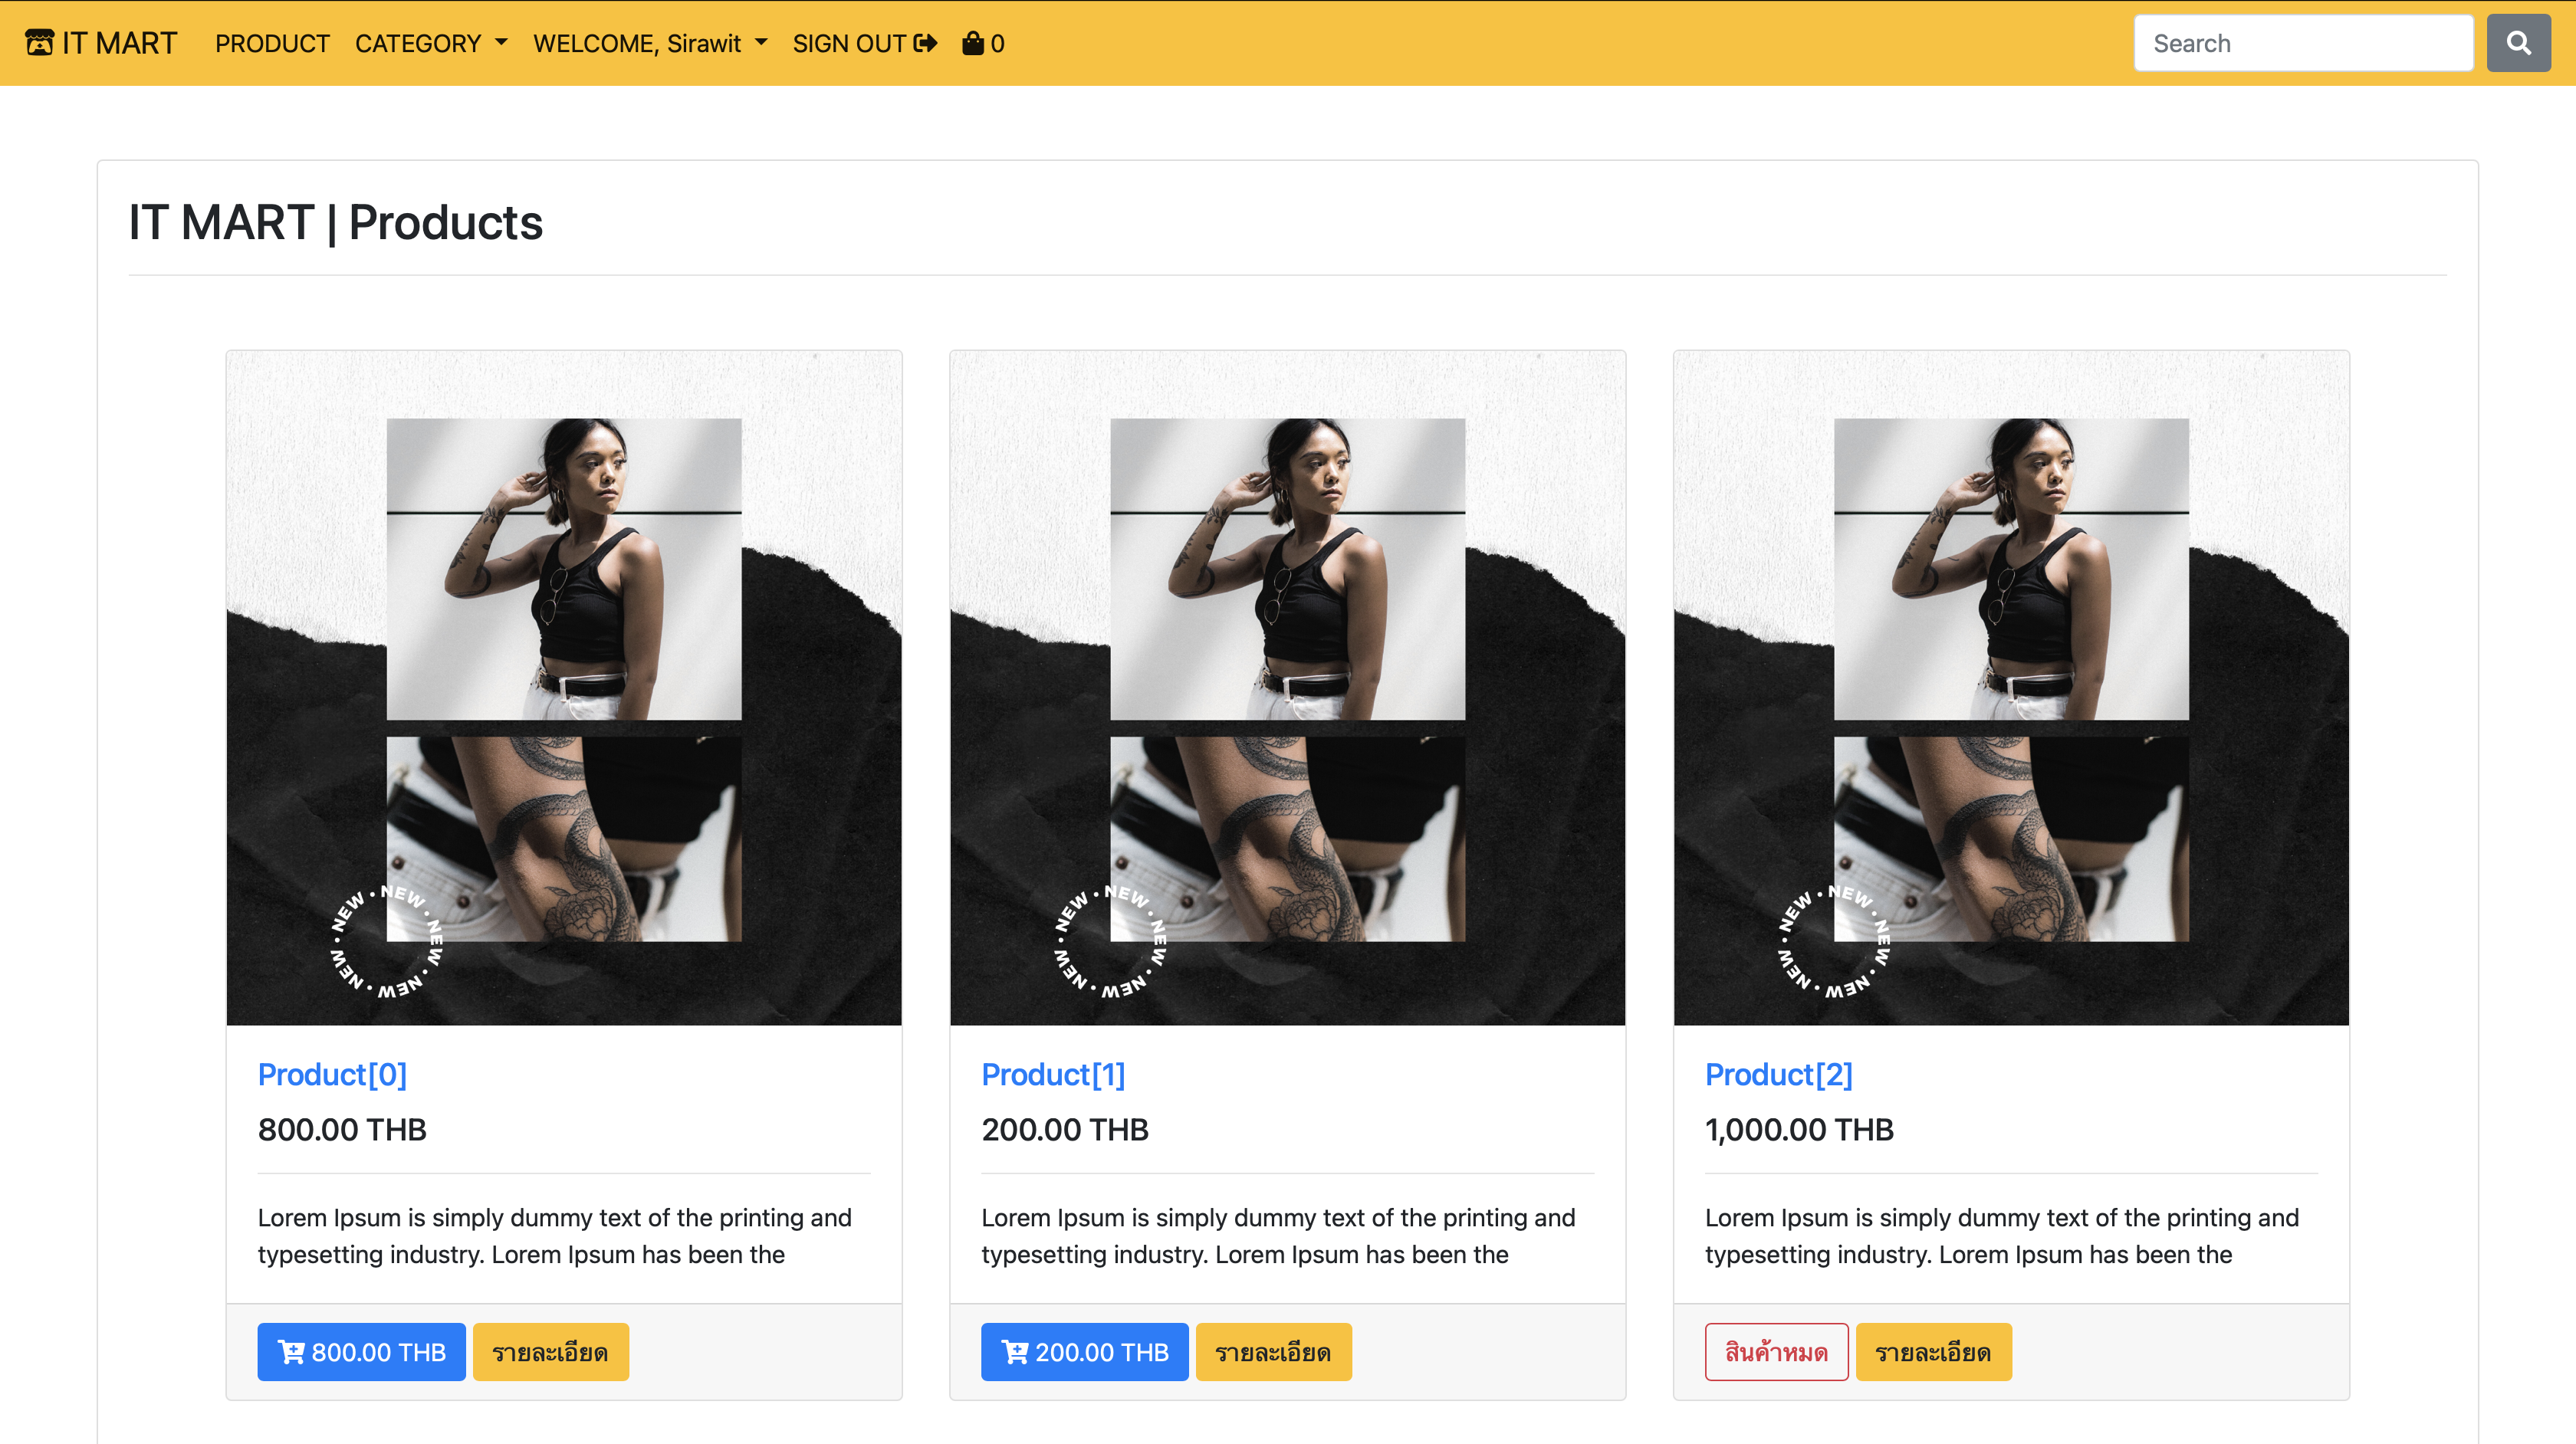 IT MART PRODUCT CATEGORY WELCOME, Sirawit SIGN OUT 0 Search
IT MART | Products
NEW • NEW • NEW • NEW • NEW •
NEW • NEW • NEW • NEW • NEW •
NEW • NEW • NEW • NEW • NEW •
Product[0]
800.00 THB
Lorem Ipsum is simply dummy text of the printing and
typesetting industry. Lorem Ipsum has been the
800.00 THB รายละเอียด
Product[1]
200.00 THB
Lorem Ipsum is simply dummy text of the printing and
typesetting industry. Lorem Ipsum has been the
200.00 THB รายละเอียด
Product[2]
1,000.00 THB
Lorem Ipsum is simply dummy text of the printing and
typesetting industry. Lorem Ipsum has been the
สินค้าหมด รายละเอียด